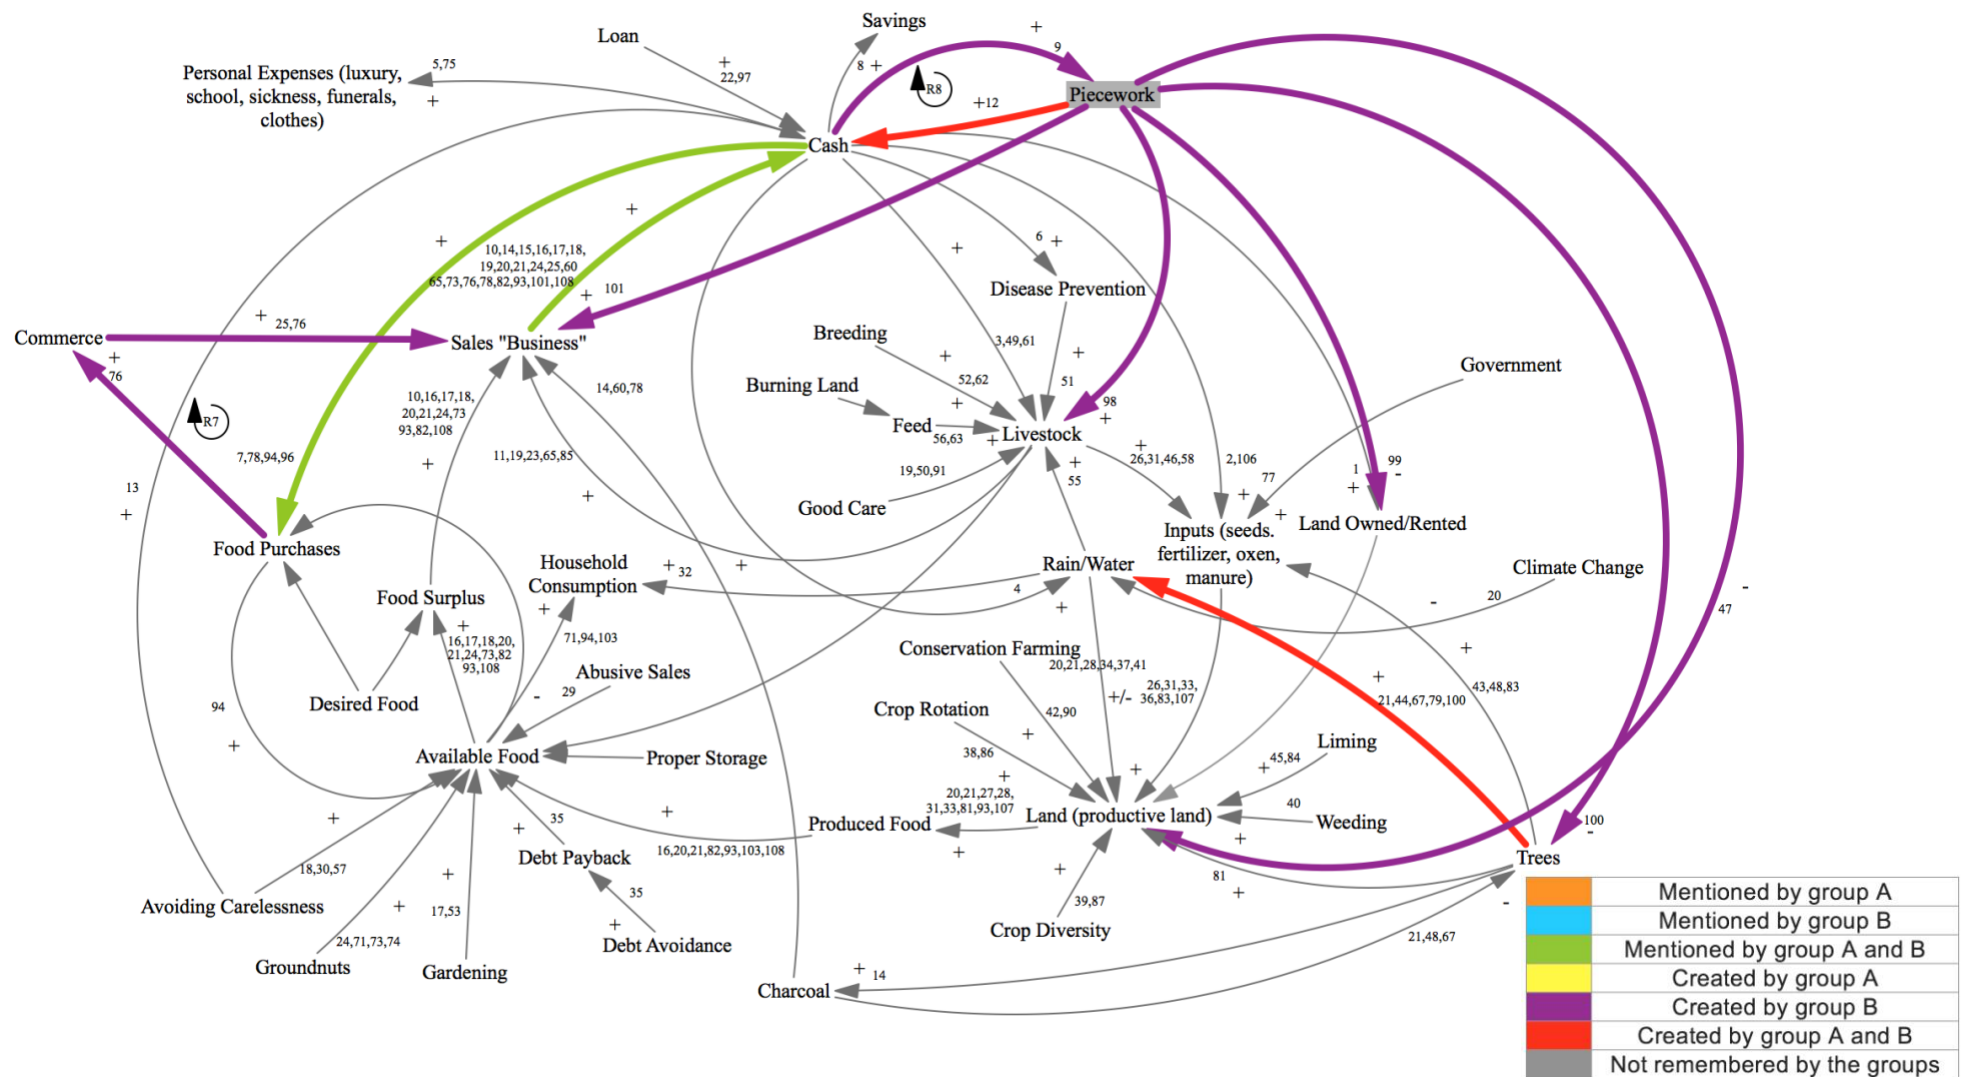 Savings
Loan
+
9
+
22,97
8 +
5,75
+
Personal Expenses (luxury,
school, sickness, funerals,
clothes)
R8
Piecework
+12
Cash
+
+
10,14,15,16,17,18,
19,20,21,24,25,60
65,73,76,78,82,93,101,108
+
6 +
+ 101
Disease Prevention
+
25,76
Commerce
+
76
Sales "Business"
Breeding
3,49,61
+
52,62
+
51
Government
Burning Land
+
Feed
56,63
+
98
+
Livestock
14,60,78
10,16,17,18,
20,21,24,73
93,82,108
R7
7,78,94,96
+
11,19,23,65,85
+
19,50,91
Good Care
+
55
+
26,31,46,58
2,106
+
77
+
1
+
99
-
Land Owned/Rented
Inputs (seeds.
fertilizer, oxen,
manure)
13
+
Food Purchases
Household
Consumption
+
32
+
Rain/Water
4
+
Climate Change
20
-
-
47
Food Surplus
+
16,17,18,20,
21,24,73,82
93,108
+
71,94,103
Conservation Farming
20,21,28,34,37,41
+/-
26,31,33,
36,83,107
+
21,44,67,79,100
+
43,48,83
Desired Food
-
29
Abusive Sales
94
+
Crop Rotation
42,90
+
38,86
Available Food
Proper Storage
Liming
+
45,84
+
+
20,21,27,28,
31,33,81,93,107
40
Weeding
+
Land (productive land)
Produced Food
+
+
+
35
+
16,20,21,82,93,103,108
100
-
Trees
Debt Payback
18,30,57
+
81
+
+
39,87
35
+
Avoiding Carelessness
+
17,53
24,71,73,74
Crop Diversity
Debt Avoidance
Groundnuts
Gardening
+ 14
Charcoal
21,48,67
-
Mentioned by group A
Mentioned by group B
Mentioned by group A and B
Created by group A
Created by group B
Created by group A and B
Not remembered by the groups